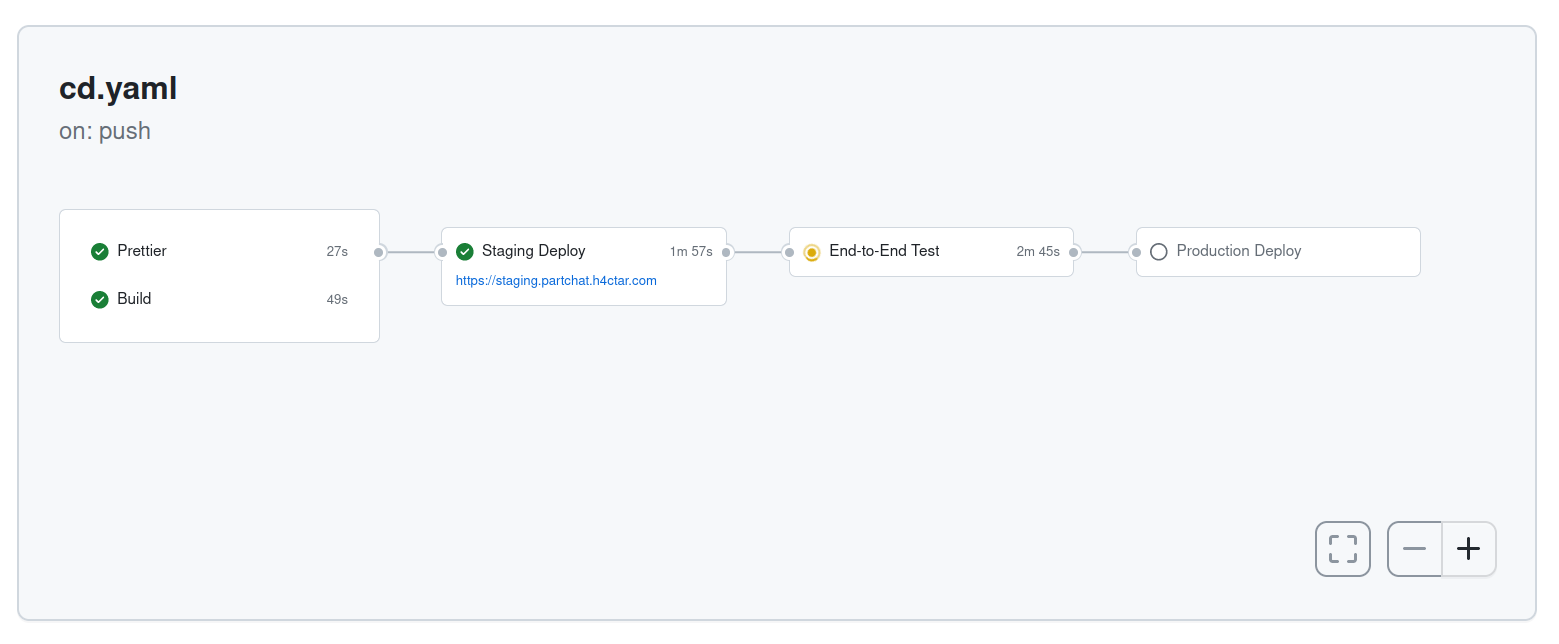 cd.yaml
on: push
Prettier 27s
Build 49s
Staging Deploy 1m 57s
https://staging.partchat.h4ctar.com
End-to-End Test 2m 45s
Production Deploy